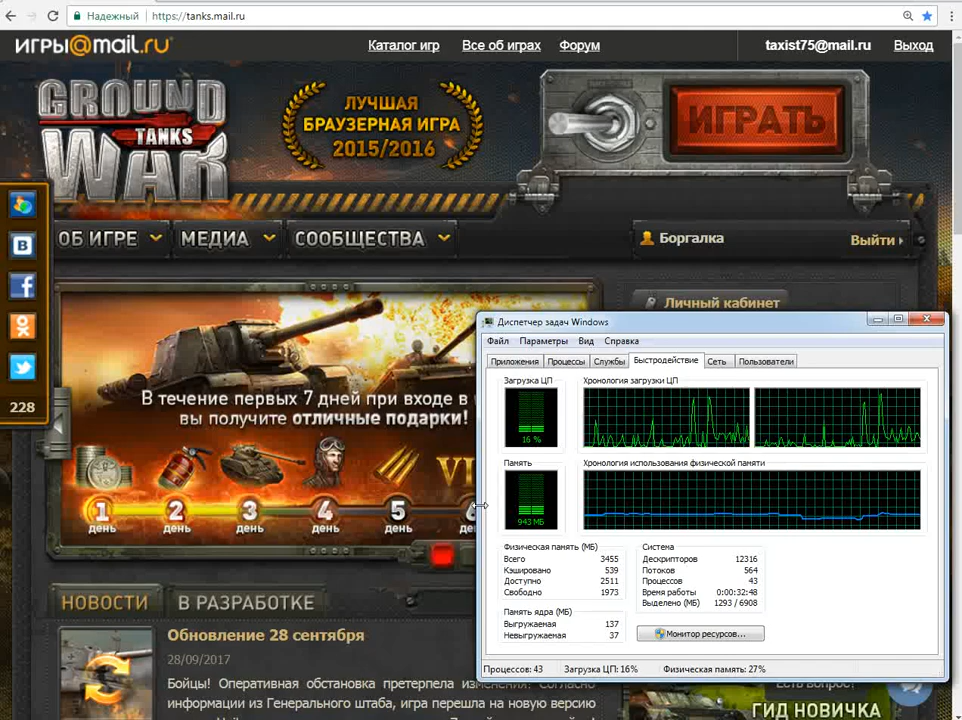 Надежный
https://tanks.mail.ru
ИГРЫ@mail.ru
Каталог игр
Все об играх
Форум
taxist75@mail.ru
Выход
GROUND
TANKS
WAR
ЛУЧШАЯ
БРАУЗЕРНАЯ ИГРА
2015/2016
ИГРАТЬ
ОБ ИГРЕ
МЕДИА
СООБЩЕСТВА
Боргалка
Выйти
Личный кабинет
228
В течение первых 7 дней при входе в
вы получите отличные подарки!
VI
1
2
3
4
5
6
день
день
день
день
день
НОВОСТИ
В РАЗРАБОТКЕ
Обновление 28 сентября
28/09/2017
Бойцы! Оперативная обстановка претерпела изменения! Согласно
информации из Генерального штаба, игра перешла на новую версию
Есть вопрос?
ГИД НОВИЧКА
Диспетчер задач Windows
Файл Параметры Вид Справка
Приложения Процессы Службы Быстродействие Сеть Пользователи
Загрузка ЦП
16 %
Хронология загрузки ЦП
Память
943 МБ
Хронология использования физической памяти
Физическая память (МБ)
Всего 3455
Кэшировано 539
Доступно 2511
Свободно 1973
Память ядра (МБ)
Выгружаемая 137
Невыгружаемая 37
Система
Дескрипторов 12316
Потоков 564
Процессов 43
Время работы 0:00:32:48
Выделено (МБ) 1293 / 6908
Монитор ресурсов...
Процессов: 43
Загрузка ЦП: 16%
Физическая память: 27%